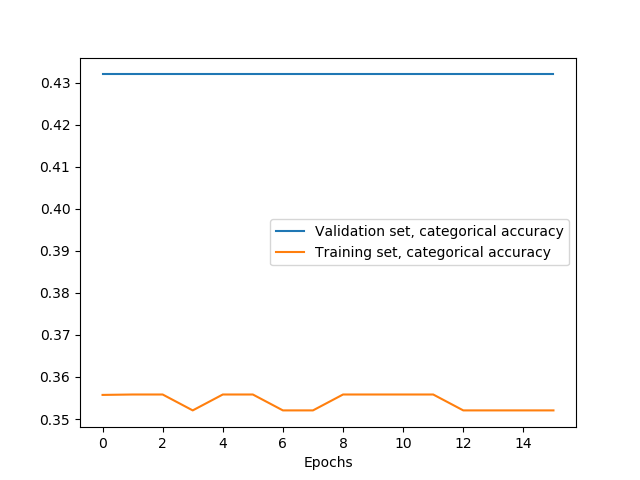 0.43
0.42
0.41
0.40
0.39
0.38
0.37
0.36
0.35
Validation set, categorical accuracy
Training set, categorical accuracy
0 2 4 6 8 10 12 14
Epochs